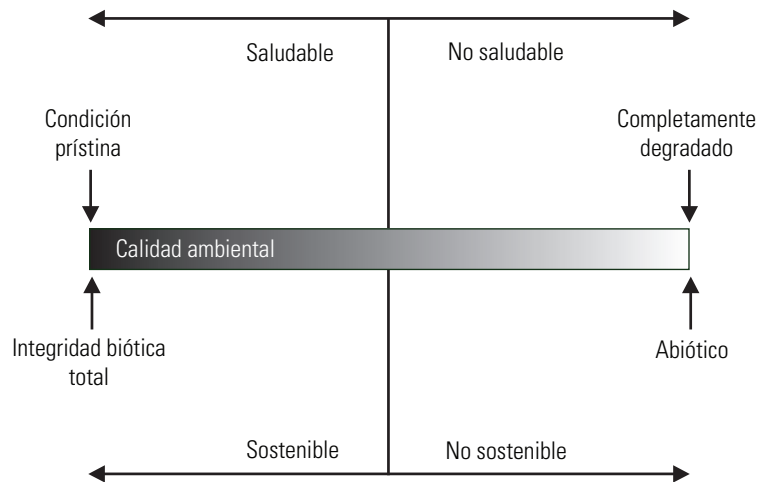 Saludable
No saludable
Condición
prístina
Completamente
degradado
Calidad ambiental
Integridad biótica
total
Abiótico
Sostenible
No sostenible